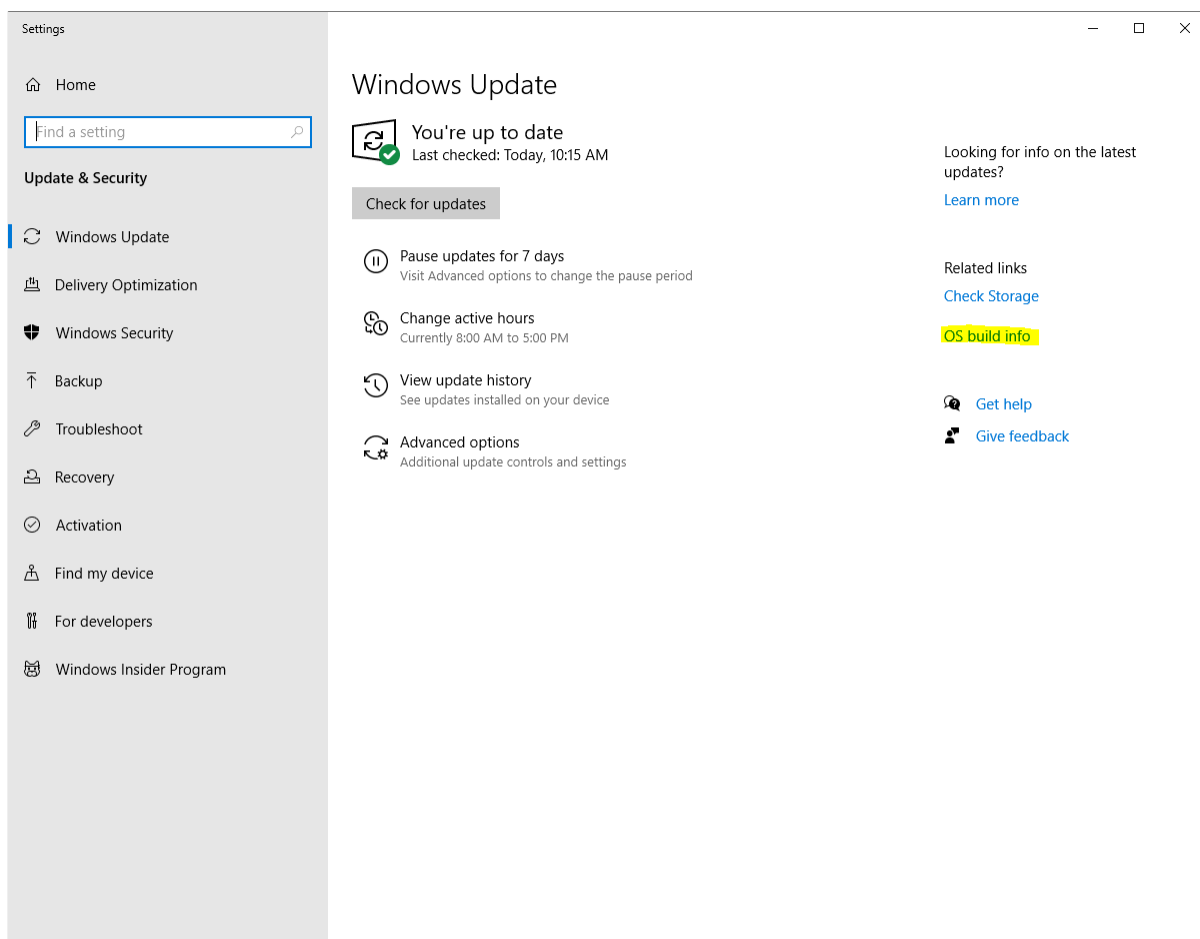 Settings
Home
Find a setting
Update & Security
Windows Update
Delivery Optimization
Windows Security
Backup
Troubleshoot
Recovery
Activation
Find my device
For developers
Windows Insider Program
Windows Update
You're up to date
Last checked: Today, 10:15 AM
Check for updates
Pause updates for 7 days
Visit Advanced options to change the pause period
Change active hours
Currently 8:00 AM to 5:00 PM
View update history
See updates installed on your device
Advanced options
Additional update controls and settings
Looking for info on the latest
updates?
Learn more
Related links
Check Storage
OS build info
Get help
Give feedback